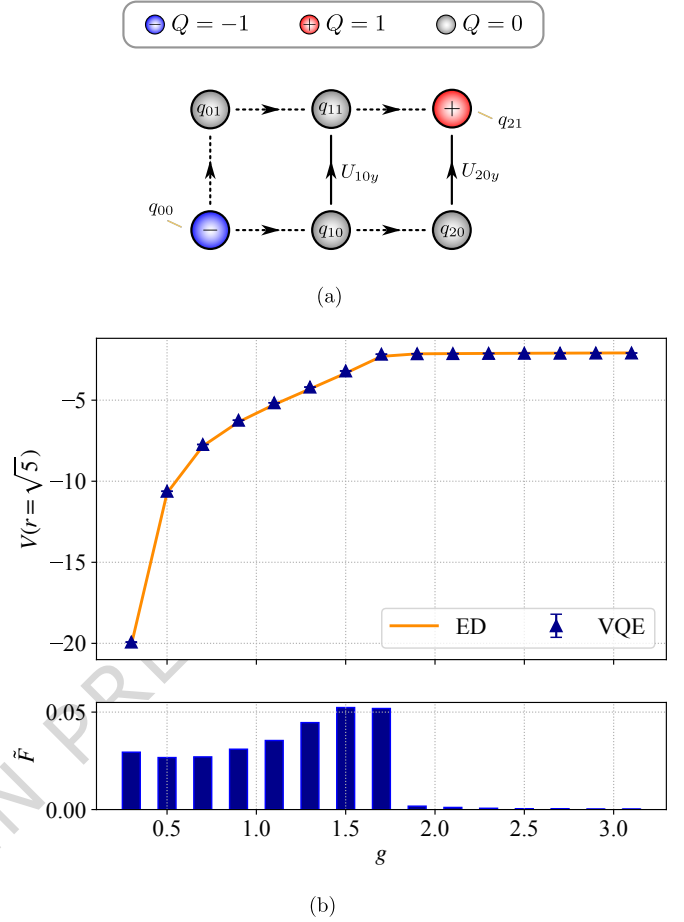 − Q = −1 + Q = 1 Q = 0
q01 q11 +
q21
U10y U20y
q00
− q10 q20
(a)
V(r = √5)
−5
−10
−15
−20
ED VQE
F̃
0.05
0.00
0.5 1.0 1.5 2.0 2.5 3.0
g
(b)
N PRE